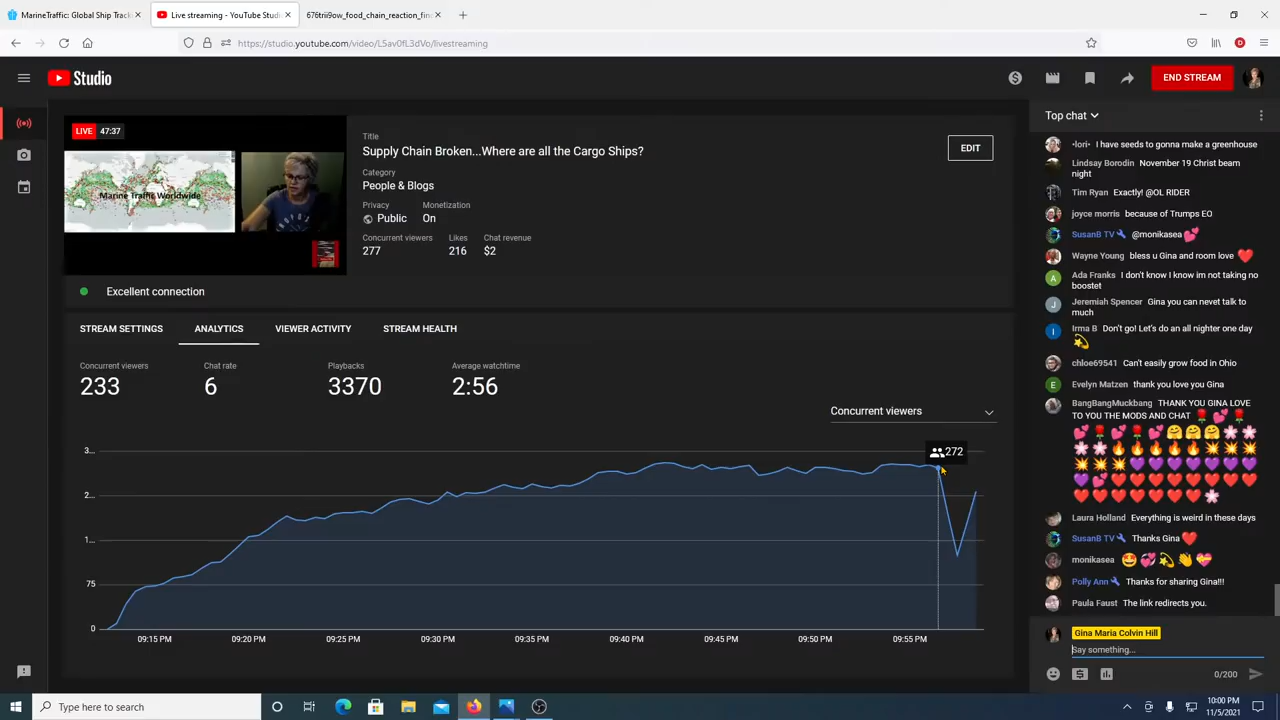 MarineTraffic: Global Ship Track
Live streaming - YouTube Stud
676trii9ow_food_chain_reaction_fina
https://studio.youtube.com/video/L5av0fL3dVo/livestreaming
Studio
END STREAM
LIVE 47:37
Marine Traffic Worldwide
Title
Supply Chain Broken...Where are all the Cargo Ships?
EDIT
Category
People & Blogs
Privacy Monetization
Public On
Concurrent viewers Likes Chat revenue
277 216 $2
Excellent connection
STREAM SETTINGS ANALYTICS VIEWER ACTIVITY STREAM HEALTH
Concurrent viewers Chat rate Playbacks Average watchtime
233 6 3370 2:56
Concurrent viewers
272
3...
2...
1...
75
0
09:15 PM 09:20 PM 09:25 PM 09:30 PM 09:35 PM 09:40 PM 09:45 PM 09:50 PM 09:55 PM
Top chat
•lori• I have seeds to gonna make a greenhouse
Lindsay Borodin November 19 Christ beam
night
Tim Ryan Exactly! @OL RIDER
joyce morris because of Trumps EO
SusanB TV @monikasea💕
Wayne Young bless u Gina and room love ❤️
A
Ada Franks I don't know I know im not taking no
boostet
J
Jeremiah Spencer Gina you can nevet talk to
much
I
Irma B Don't go! Let's do an all nighter one day
💫
chloe69541 Can't easily grow food in Ohio
E
Evelyn Matzen thank you love you Gina
BangBangMuckbang THANK YOU GINA LOVE
TO YOU THE MODS AND CHAT 🌹 💕 🌹
💕 🌹 💕 🌹 💕 🤗 🤗 🤗 🌸 🌸
🌸 🌸 🔥 🔥 🔥 🔥 🔥 💥 💥 💥
💥 💥 💥 💜 💜 💜 💜 💜 💜 💜
💜 💕 ❤️ ❤️ ❤️ ❤️ ❤️ ❤️ ❤️ ❤️
❤️ ❤️ ❤️ ❤️ ❤️ ❤️ ❤️ 🌸
Laura Holland Everything is weird in these days
SusanB TV Thanks Gina❤️
monikasea 🤩 💞 💫 👏 💝
Polly Ann Thanks for sharing Gina!!!
Paula Faust The link redirects you.
Gina Maria Colvin Hill
Say something...
0/200
Type here to search
10:00 PM
11/5/2021